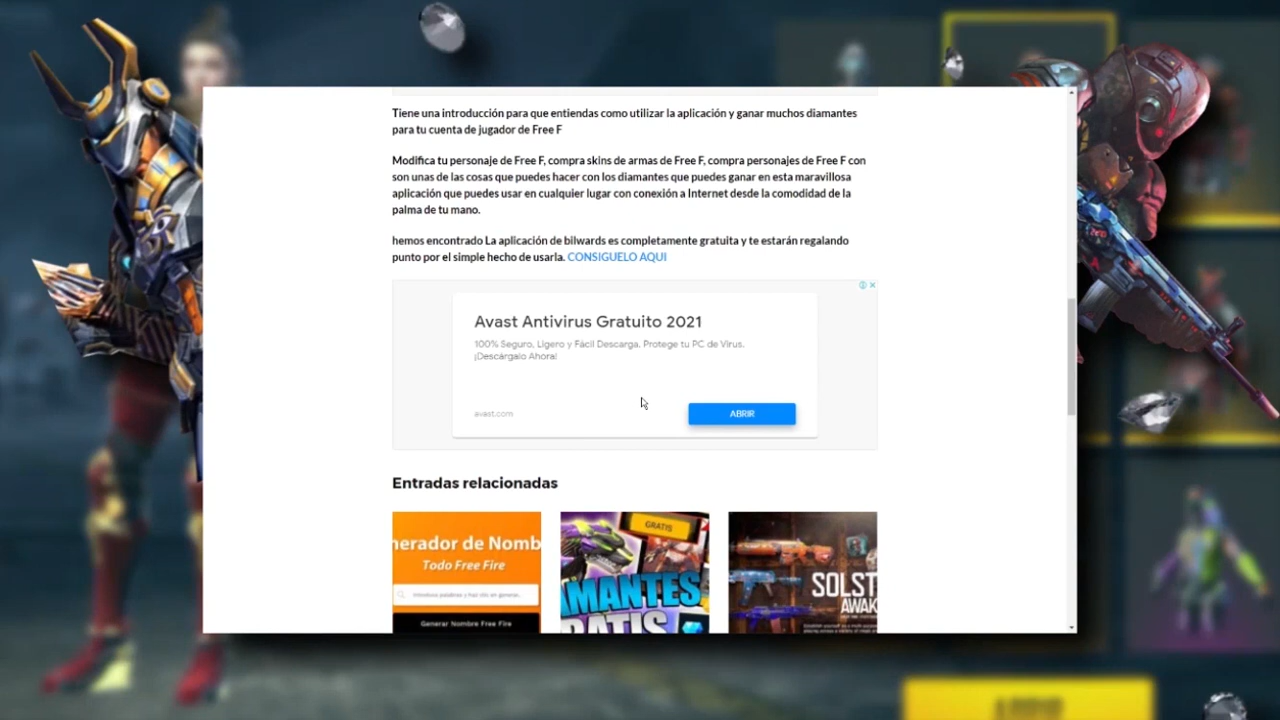 Tiene una introducción para que entiendas como utilizar la aplicación y ganar muchos diamantes
para tu cuenta de jugador de Free F
Modifica tu personaje de Free F, compra skins de armas de Free F, compra personajes de Free F con
son unas de las cosas que puedes hacer con los diamantes que puedes ganar en esta maravillosa
aplicación que puedes usar en cualquier lugar con conexión a Internet desde la comodidad de la
palma de tu mano.
hemos encontrado La aplicación de bilwards es completamente gratuita y te estarán regalando
punto por el simple hecho de usarla. CONSIGUELO AQUI
Avast Antivirus Gratuito 2021
100% Seguro, Ligero y Fácil Descarga. Protege tu PC de Virus.
¡Descárgalo Ahora!
avast.com
ABRIR
Entradas relacionadas
nerador de Nomb
Todo Free Fire
Generar Nombre Free Fire
GRATIS
AMANTES
RATIS
SOLST
AWAK